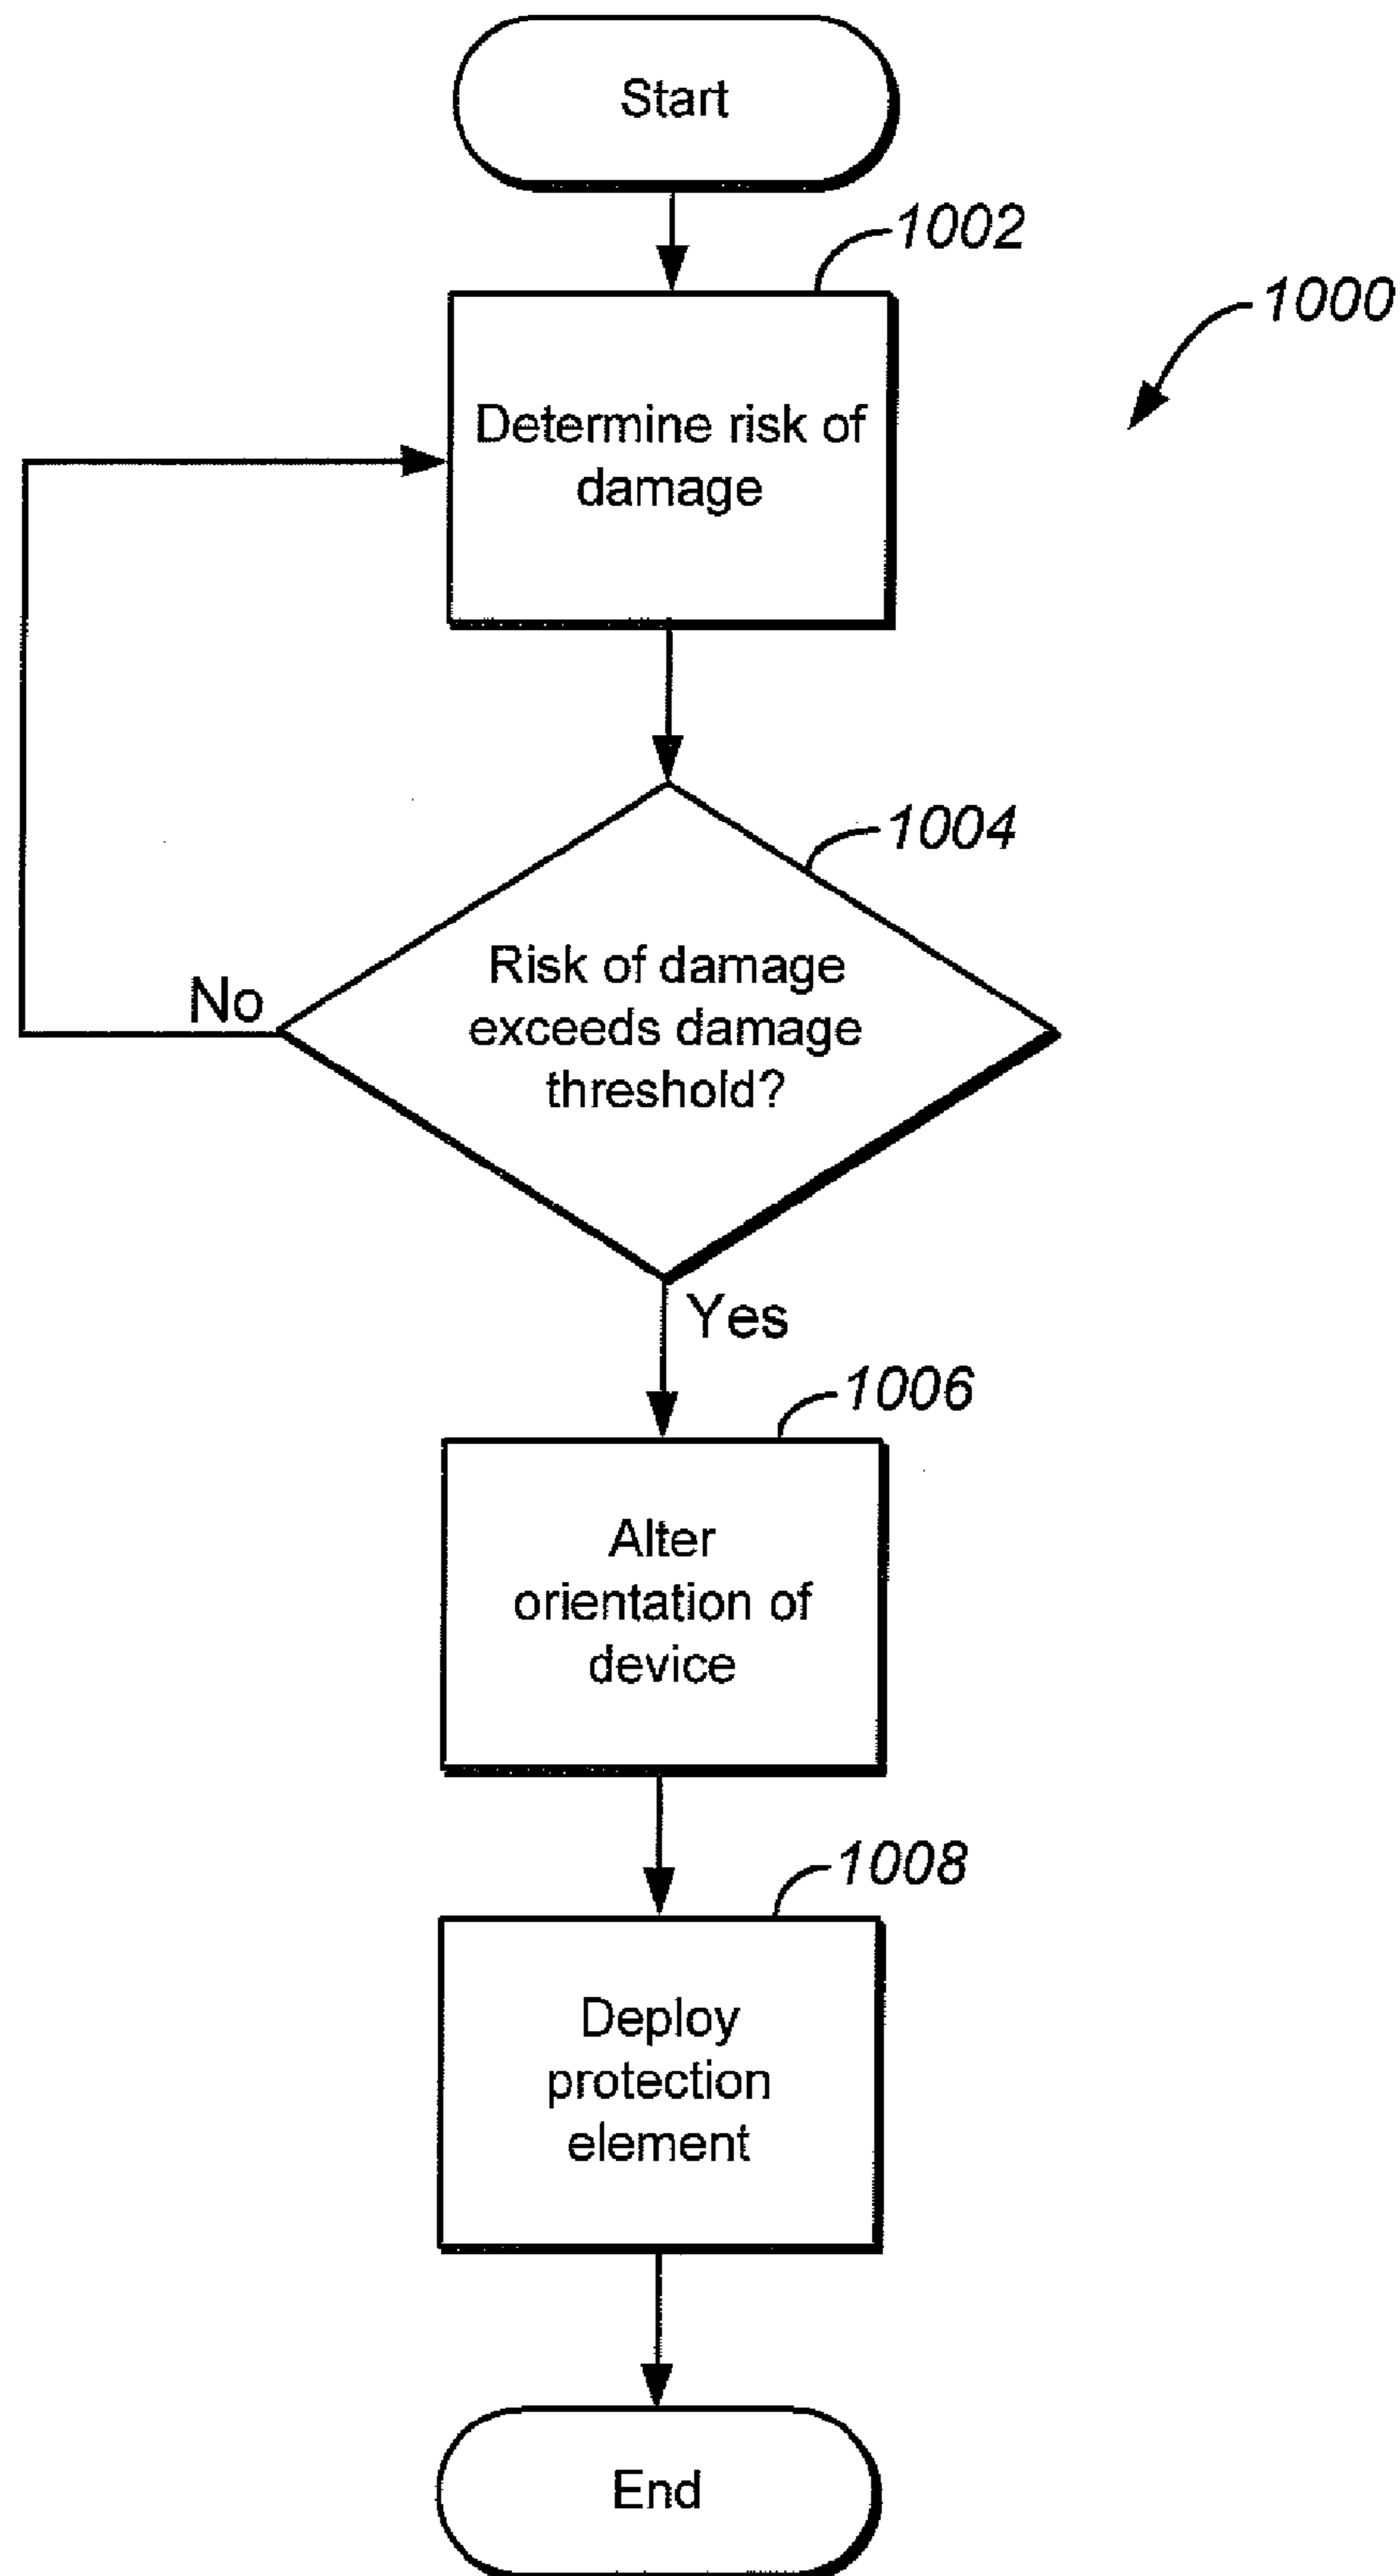 Start
1002
1000
Determine risk of
damage
1004
Risk of damage
exceeds damage
threshold?
No
Yes
1006
Alter
orientation of
device
1008
Deploy
protection
element
End